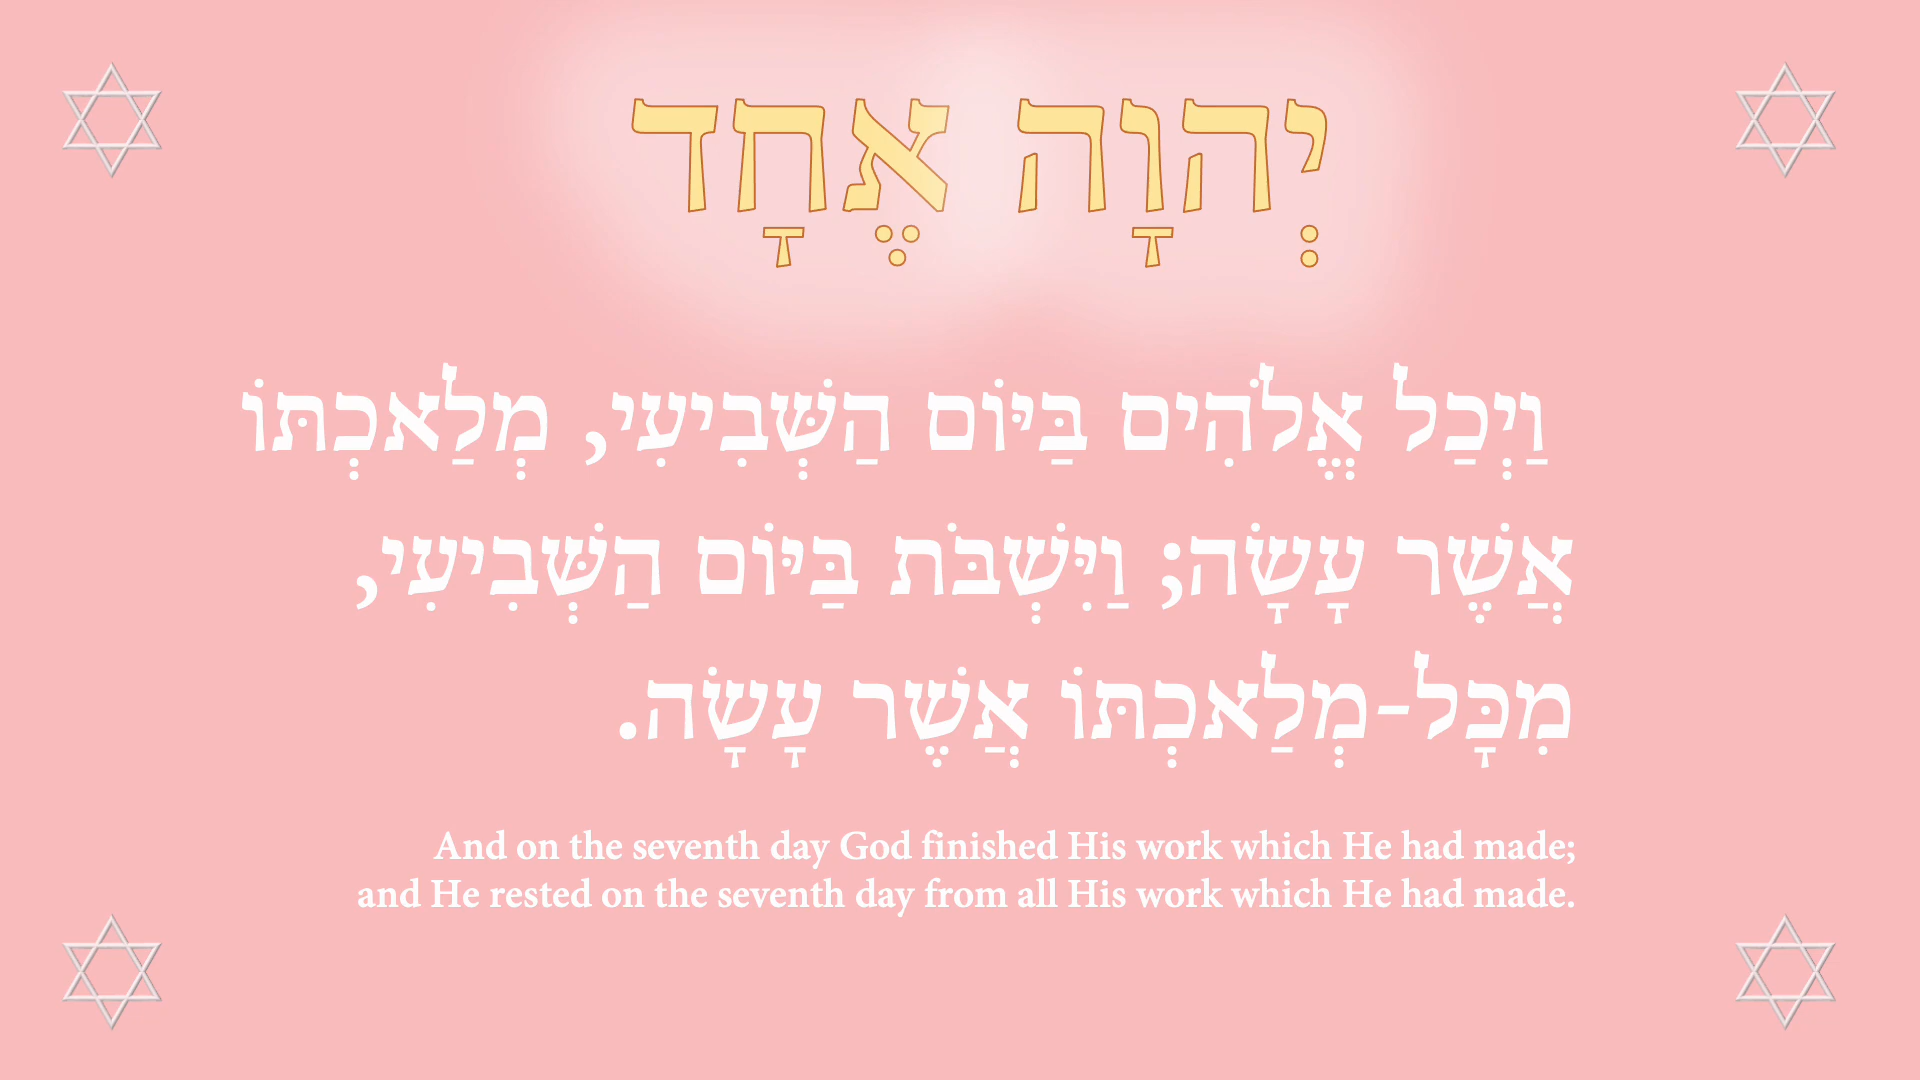 יְהוָה אֶחָד
וַיְכַל אֱלֹהִים בַּיּוֹם הַשְּׁבִיעִי, מְלַאכְתּוֹ
אֲשֶׁר עָשָׂה; וַיִּשְׁבֹּת בַּיּוֹם הַשְּׁבִיעִי,
מִכָּל-מְלַאכְתּוֹ אֲשֶׁר עָשָׂה.
And on the seventh day God finished His work which He had made;
and He rested on the seventh day from all His work which He had made.